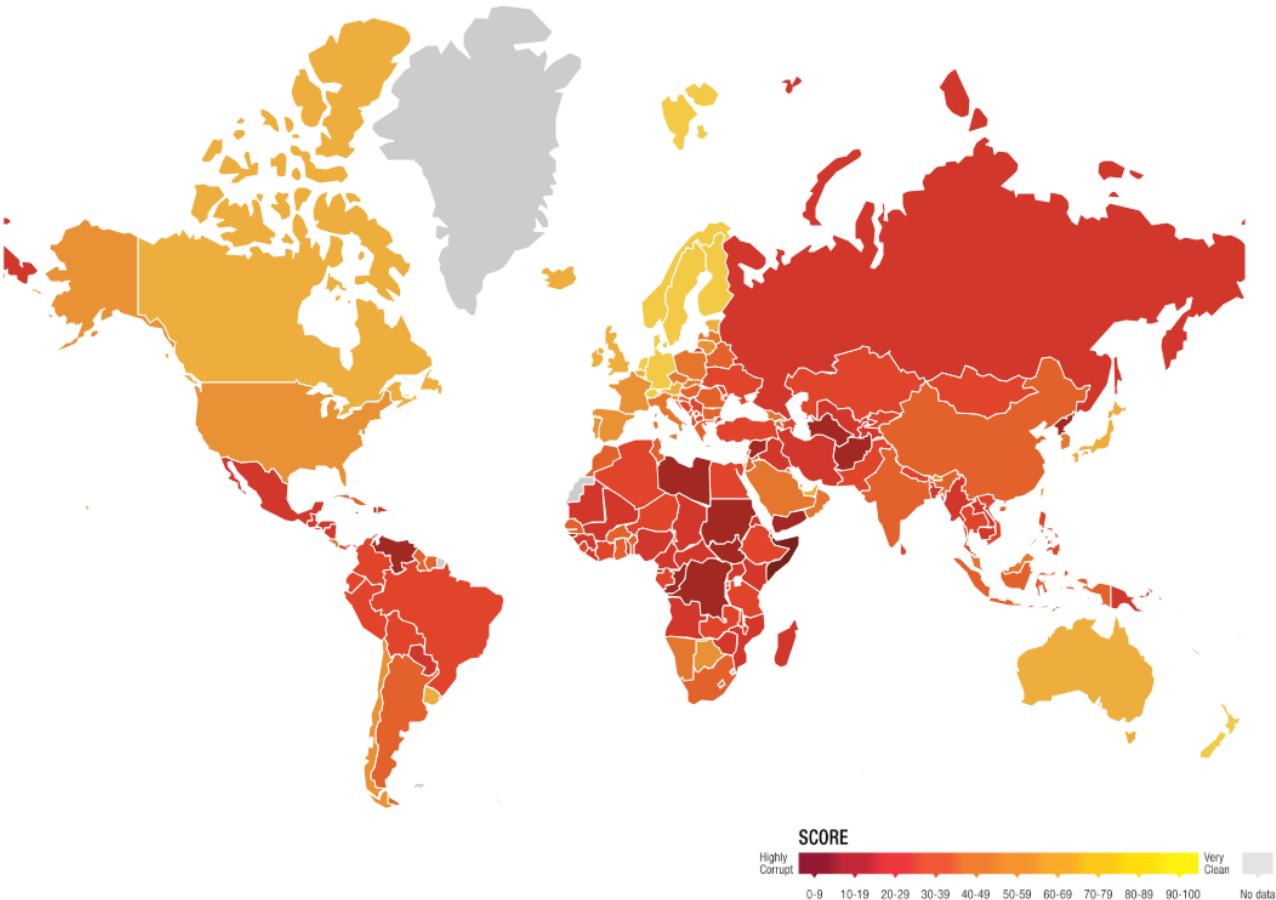 SCORE
Highly
Corrupt
Very
Clean
0-9 10-19 20-29 30-39 40-49 50-59 60-69 70-79 80-89 90-100 No data